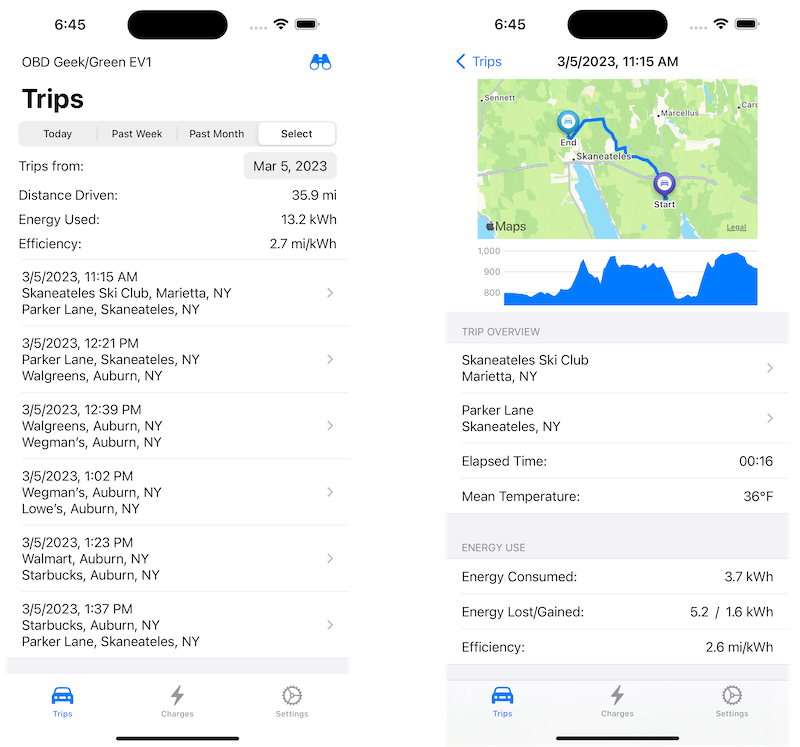 6:45
OBD Geek/Green EV1
Trips
Today Past Week Past Month Select
Trips from: Mar 5, 2023
Distance Driven: 35.9 mi
Energy Used: 13.2 kWh
Efficiency: 2.7 mi/kWh
3/5/2023, 11:15 AM
Skaneateles Ski Club, Marietta, NY
Parker Lane, Skaneateles, NY
3/5/2023, 12:21 PM
Parker Lane, Skaneateles, NY
Walgreens, Auburn, NY
3/5/2023, 12:39 PM
Walgreens, Auburn, NY
Wegman's, Auburn, NY
3/5/2023, 1:02 PM
Wegman's, Auburn, NY
Lowe's, Auburn, NY
3/5/2023, 1:23 PM
Walmart, Auburn, NY
Starbucks, Auburn, NY
3/5/2023, 1:37 PM
Starbucks, Auburn, NY
Parker Lane, Skaneateles, NY
Trips Charges Settings
6:45
Trips 3/5/2023, 11:15 AM
Sennett
Marcellus
End
Skaneateles
Start
Maps Legal
1,000
900
800
TRIP OVERVIEW
Skaneateles Ski Club
Marietta, NY
Parker Lane
Skaneateles, NY
Elapsed Time: 00:16
Mean Temperature: 36°F
ENERGY USE
Energy Consumed: 3.7 kWh
Energy Lost/Gained: 5.2 / 1.6 kWh
Efficiency: 2.6 mi/kWh
Trips Charges Settings